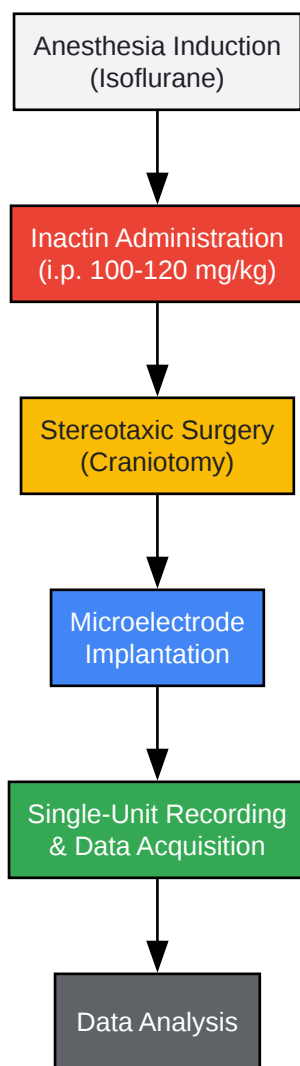 Anesthesia Induction
(Isoflurane)
Inactin Administration
(i.p. 100-120 mg/kg)
Stereotaxic Surgery
(Craniotomy)
Microelectrode
Implantation
Single-Unit Recording
& Data Acquisition
Data Analysis